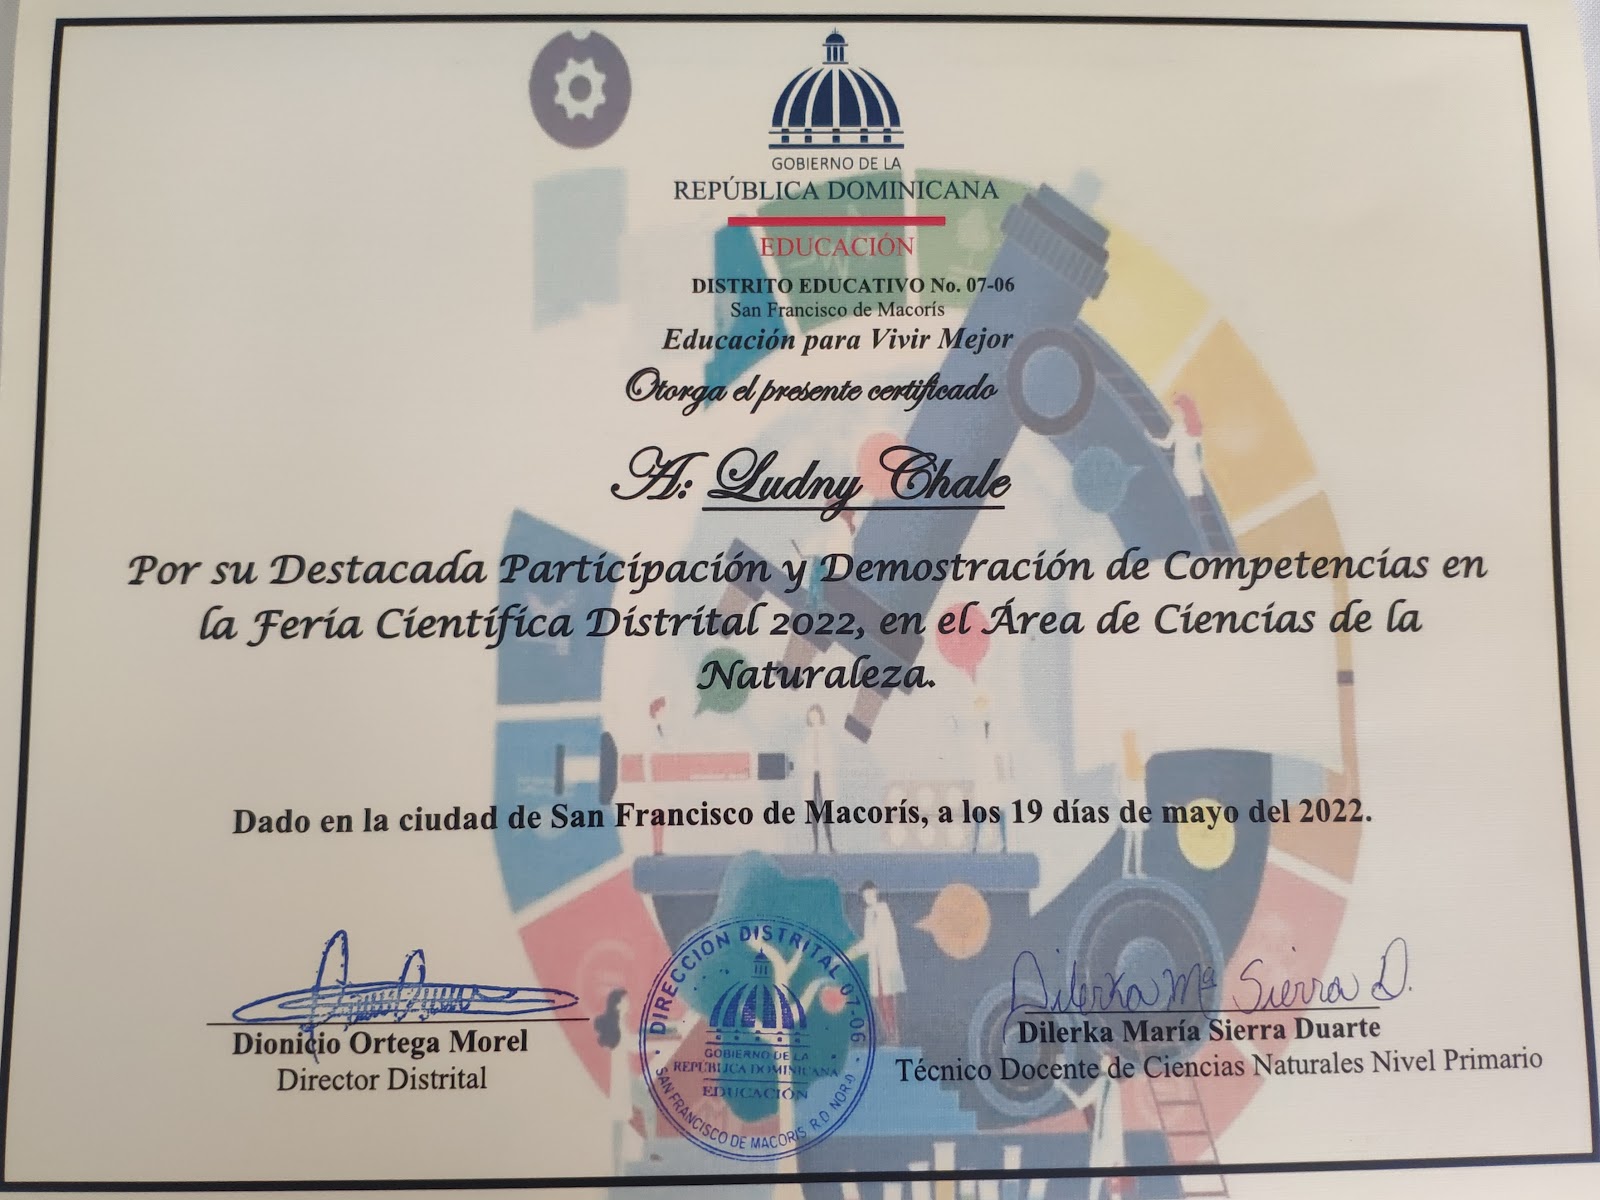 GOBIERNO DE LA
REPÚBLICA DOMINICANA
EDUCACIÓN
DISTRITO EDUCATIVO No. 07-06
San Francisco de Macorís
Educación para Vivir Mejor
Otorga el presente certificado
A: Ludny Chale
Por su Destacada Participación y Demostración de Competencias en
la Feria Científica Distrital 2022, en el Área de Ciencias de la
Naturaleza.
Dado en la ciudad de San Francisco de Macorís, a los 19 días de mayo del 2022.
Dionicio Ortega Morel
Director Distrital
DIRECCIÓN DISTRITAL 07-06
GOBIERNO DE LA
REPÚBLICA DOMINICANA
EDUCACIÓN
SAN FRANCISCO DE MACORIS R.D NOR-D
Dilerka Mª Sierra D.
Dilerka María Sierra Duarte
Técnico Docente de Ciencias Naturales Nivel Primario